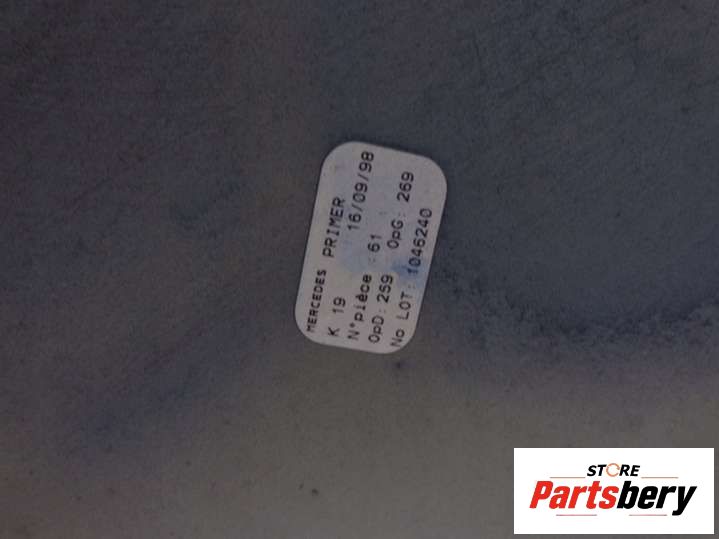 MERCEDES PRIMER
K 19 16/09/98
N°pièce : 61
OpD: 259 OpG: 269
No LOT: 1046240
STORE
Partsbery